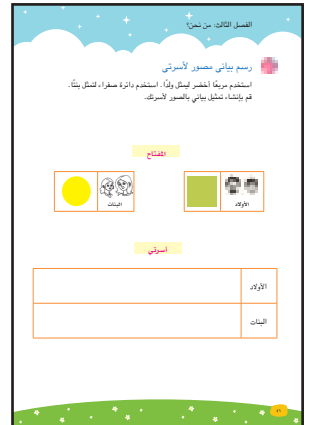 الفصل الثالث: من نحن؟
رسم بياني مصور لأسرتي
استخدم مربعًا أخضر ليمثل ولدًا. استخدم دائرة صفراء لتمثل بنتًا.
قم بإنشاء تمثيل بياني بالصور لأسرتك.
المفتاح
الأولاد
البنات
اسرتي
الأولاد
البنات